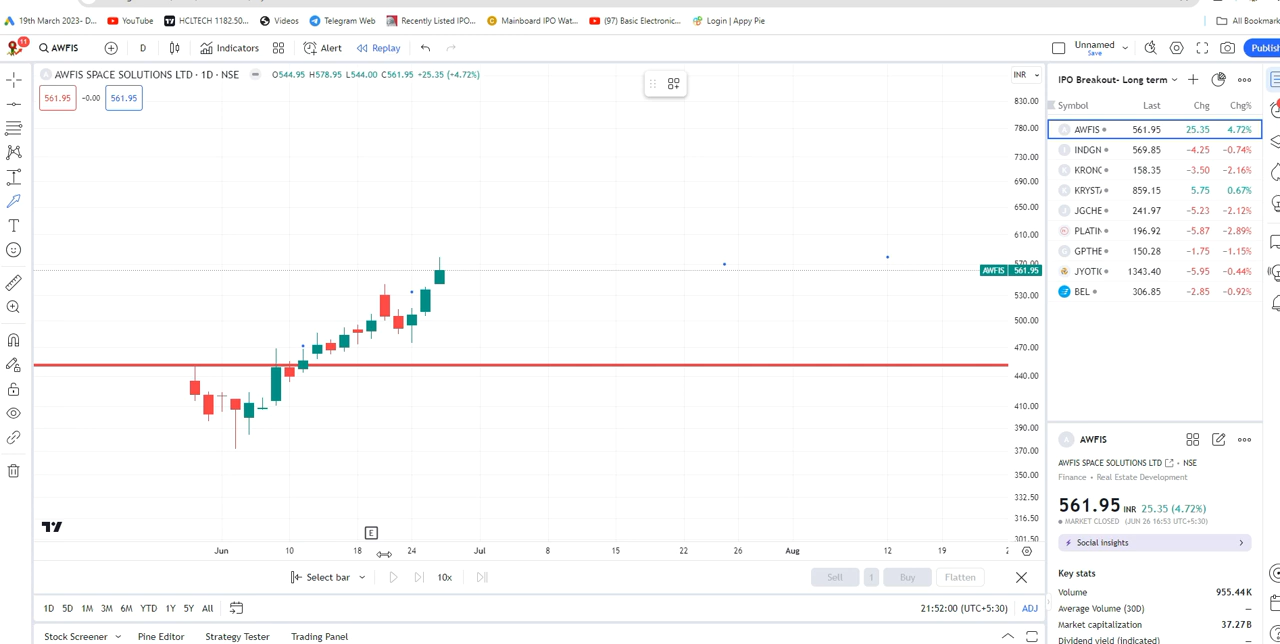 19th March 2023- D... YouTube HCLTECH 1182.50... Videos Telegram Web Recently Listed IPO... Mainboard IPO Wat... (97) Basic Electronic... Login | Appy Pie All Bookmark
11 AWFIS D Indicators Alert Replay Unnamed Save Publis
AWFIS SPACE SOLUTIONS LTD · 1D · NSE O544.95 H578.95 L544.00 C561.95 +25.35 (+4.72%)
561.95 -0.00 561.95
INR
830.00
780.00
730.00
690.00
650.00
610.00
570.00
AWFIS 561.95
530.00
500.00
470.00
440.00
410.00
390.00
370.00
350.00
332.50
316.50
301.50
E
Jun 10 18 24 Jul 8 15 22 26 Aug 12 19 2
Select bar 10x Sell 1 Buy Flatten
1D 5D 1M 3M 6M YTD 1Y 5Y All 21:52:00 (UTC+5:30) ADJ
Stock Screener Pine Editor Strategy Tester Trading Panel
IPO Breakout- Long term
Symbol Last Chg Chg%
AWFIS 561.95 25.35 4.72%
INDGN 569.85 −4.25 −0.74%
KRONC 158.35 −3.50 −2.16%
KRYSTA 859.15 5.75 0.67%
JGCHE 241.97 −5.23 −2.12%
PLATIN 196.92 −5.87 −2.89%
GPTHE 150.28 −1.75 −1.15%
JYOTIC 1343.40 −5.95 −0.44%
BEL 306.85 −2.85 −0.92%
AWFIS
AWFIS SPACE SOLUTIONS LTD • NSE
Finance • Real Estate Development
561.95 INR 25.35 (4.72%)
MARKET CLOSED (JUN 26 16:53 UTC+5:30)
Social insights
Key stats
Volume 955.44K
Average Volume (30D) —
Market capitalization 37.27B
Dividend yield (indicated) —